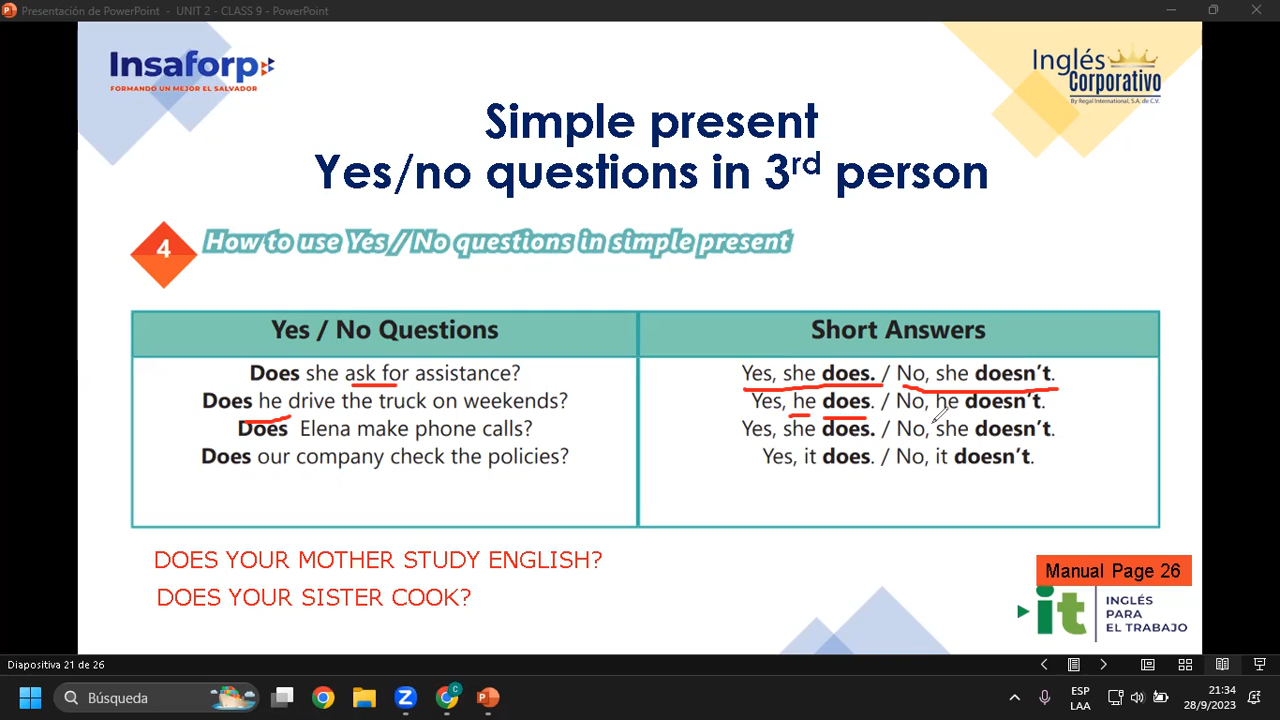 Presentación de PowerPoint - UNIT 2 - CLASS 9 - PowerPoint
Insaforp
FORMANDO UN MEJOR EL SALVADOR
Inglés
Corporativo
By Regal International, S.A. de C.V.
Simple present
Yes/no questions in 3rd person
4
How to use Yes / No questions in simple present
Yes / No Questions
Short Answers
Does she ask for assistance?
Yes, she does. / No, she doesn't.
Does he drive the truck on weekends?
Yes, he does. / No, he doesn't.
Does Elena make phone calls?
Yes, she does. / No, she doesn't.
Does our company check the policies?
Yes, it does. / No, it doesn't.
DOES YOUR MOTHER STUDY ENGLISH?
DOES YOUR SISTER COOK?
Manual Page 26
it
INGLÉS
PARA
EL TRABAJO
Diapositiva 21 de 26
Búsqueda
ESP
LAA
21:34
28/9/2023